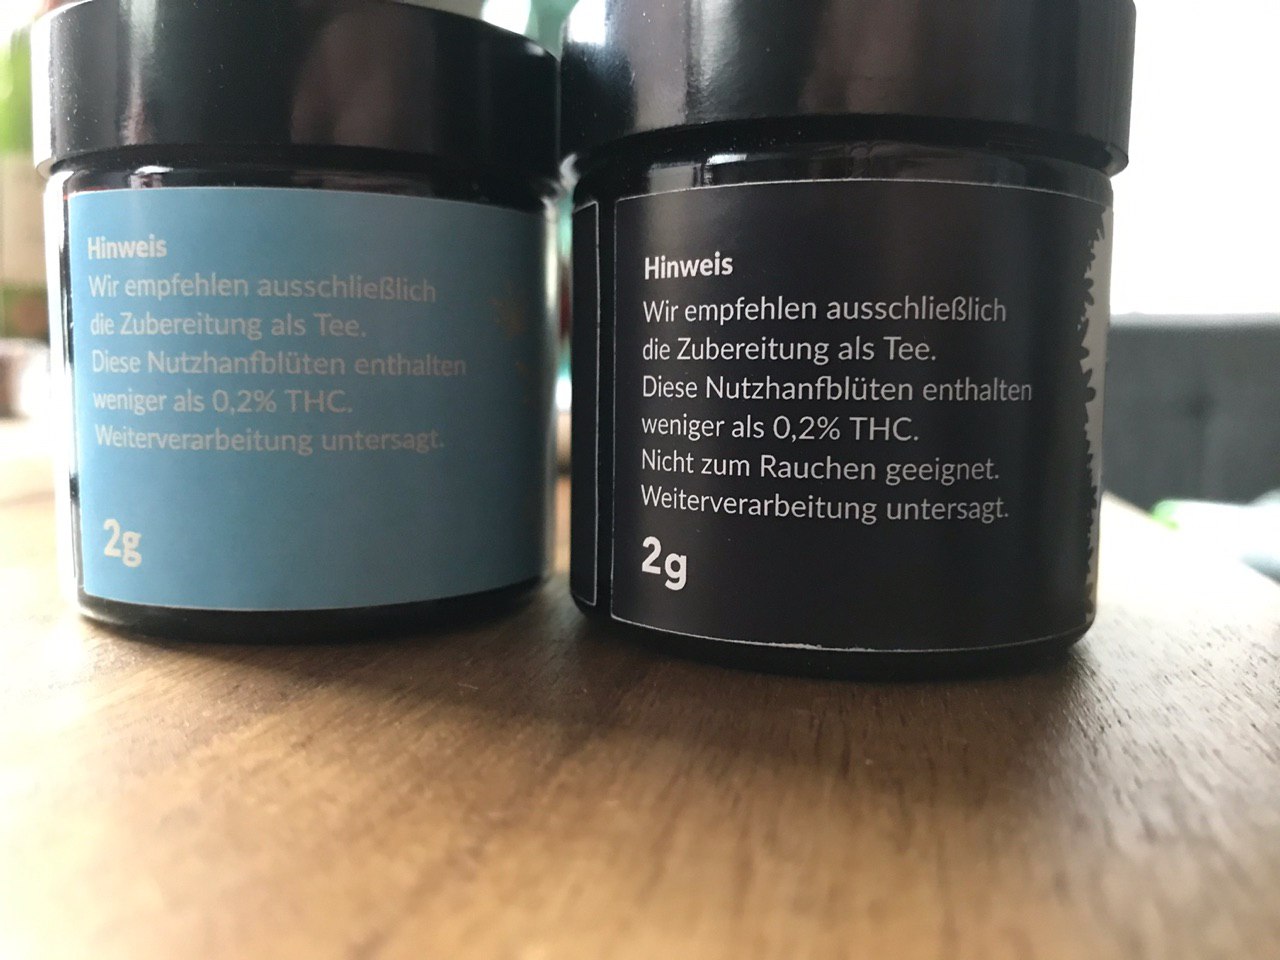 Hinweis
Wir empfehlen ausschließlich
die Zubereitung als Tee.
Diese Nutzhanfblüten enthalten
weniger als 0,2% THC.
Weiterverarbeitung untersagt.
2g
Hinweis
Wir empfehlen ausschließlich
die Zubereitung als Tee.
Diese Nutzhanfblüten enthalten
weniger als 0,2% THC.
Nicht zum Rauchen geeignet.
Weiterverarbeitung untersagt.
2g